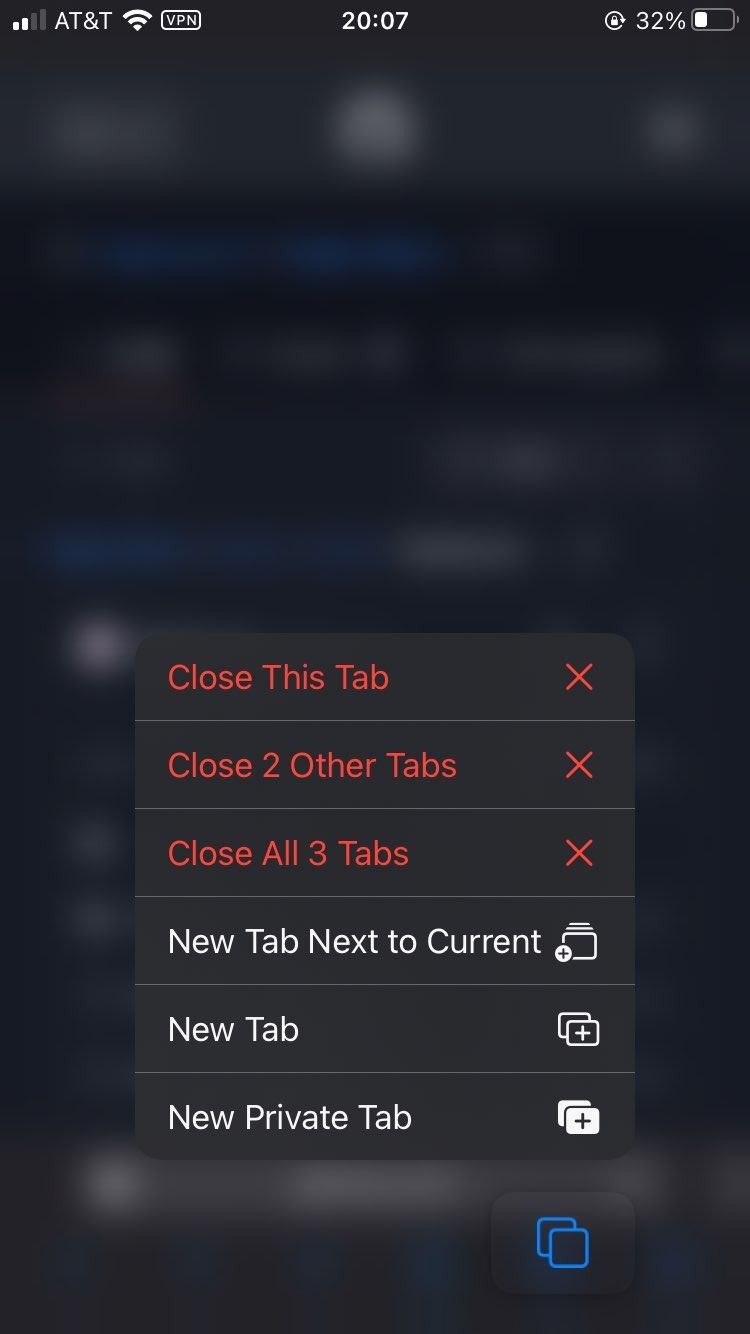 AT&T VPN 20:07 32%
Close This Tab
Close 2 Other Tabs
Close All 3 Tabs
New Tab Next to Current
New Tab
New Private Tab